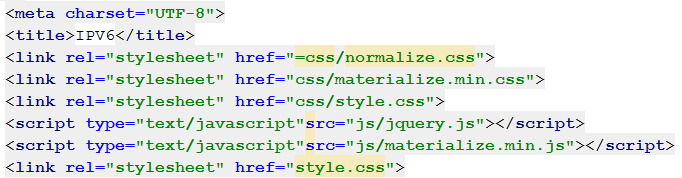 <meta charset="UTF-8">
<title>IPV6</title>
<link rel="stylesheet" href="=css/normalize.css">
<link rel="stylesheet" href="css/materialize.min.css">
<link rel="stylesheet" href="css/style.css">
<script type="text/javascript"src="js/jquery.js"></script>
<script type="text/javascript"src="js/materialize.min.js"></script>
<link rel="stylesheet" href="style.css">